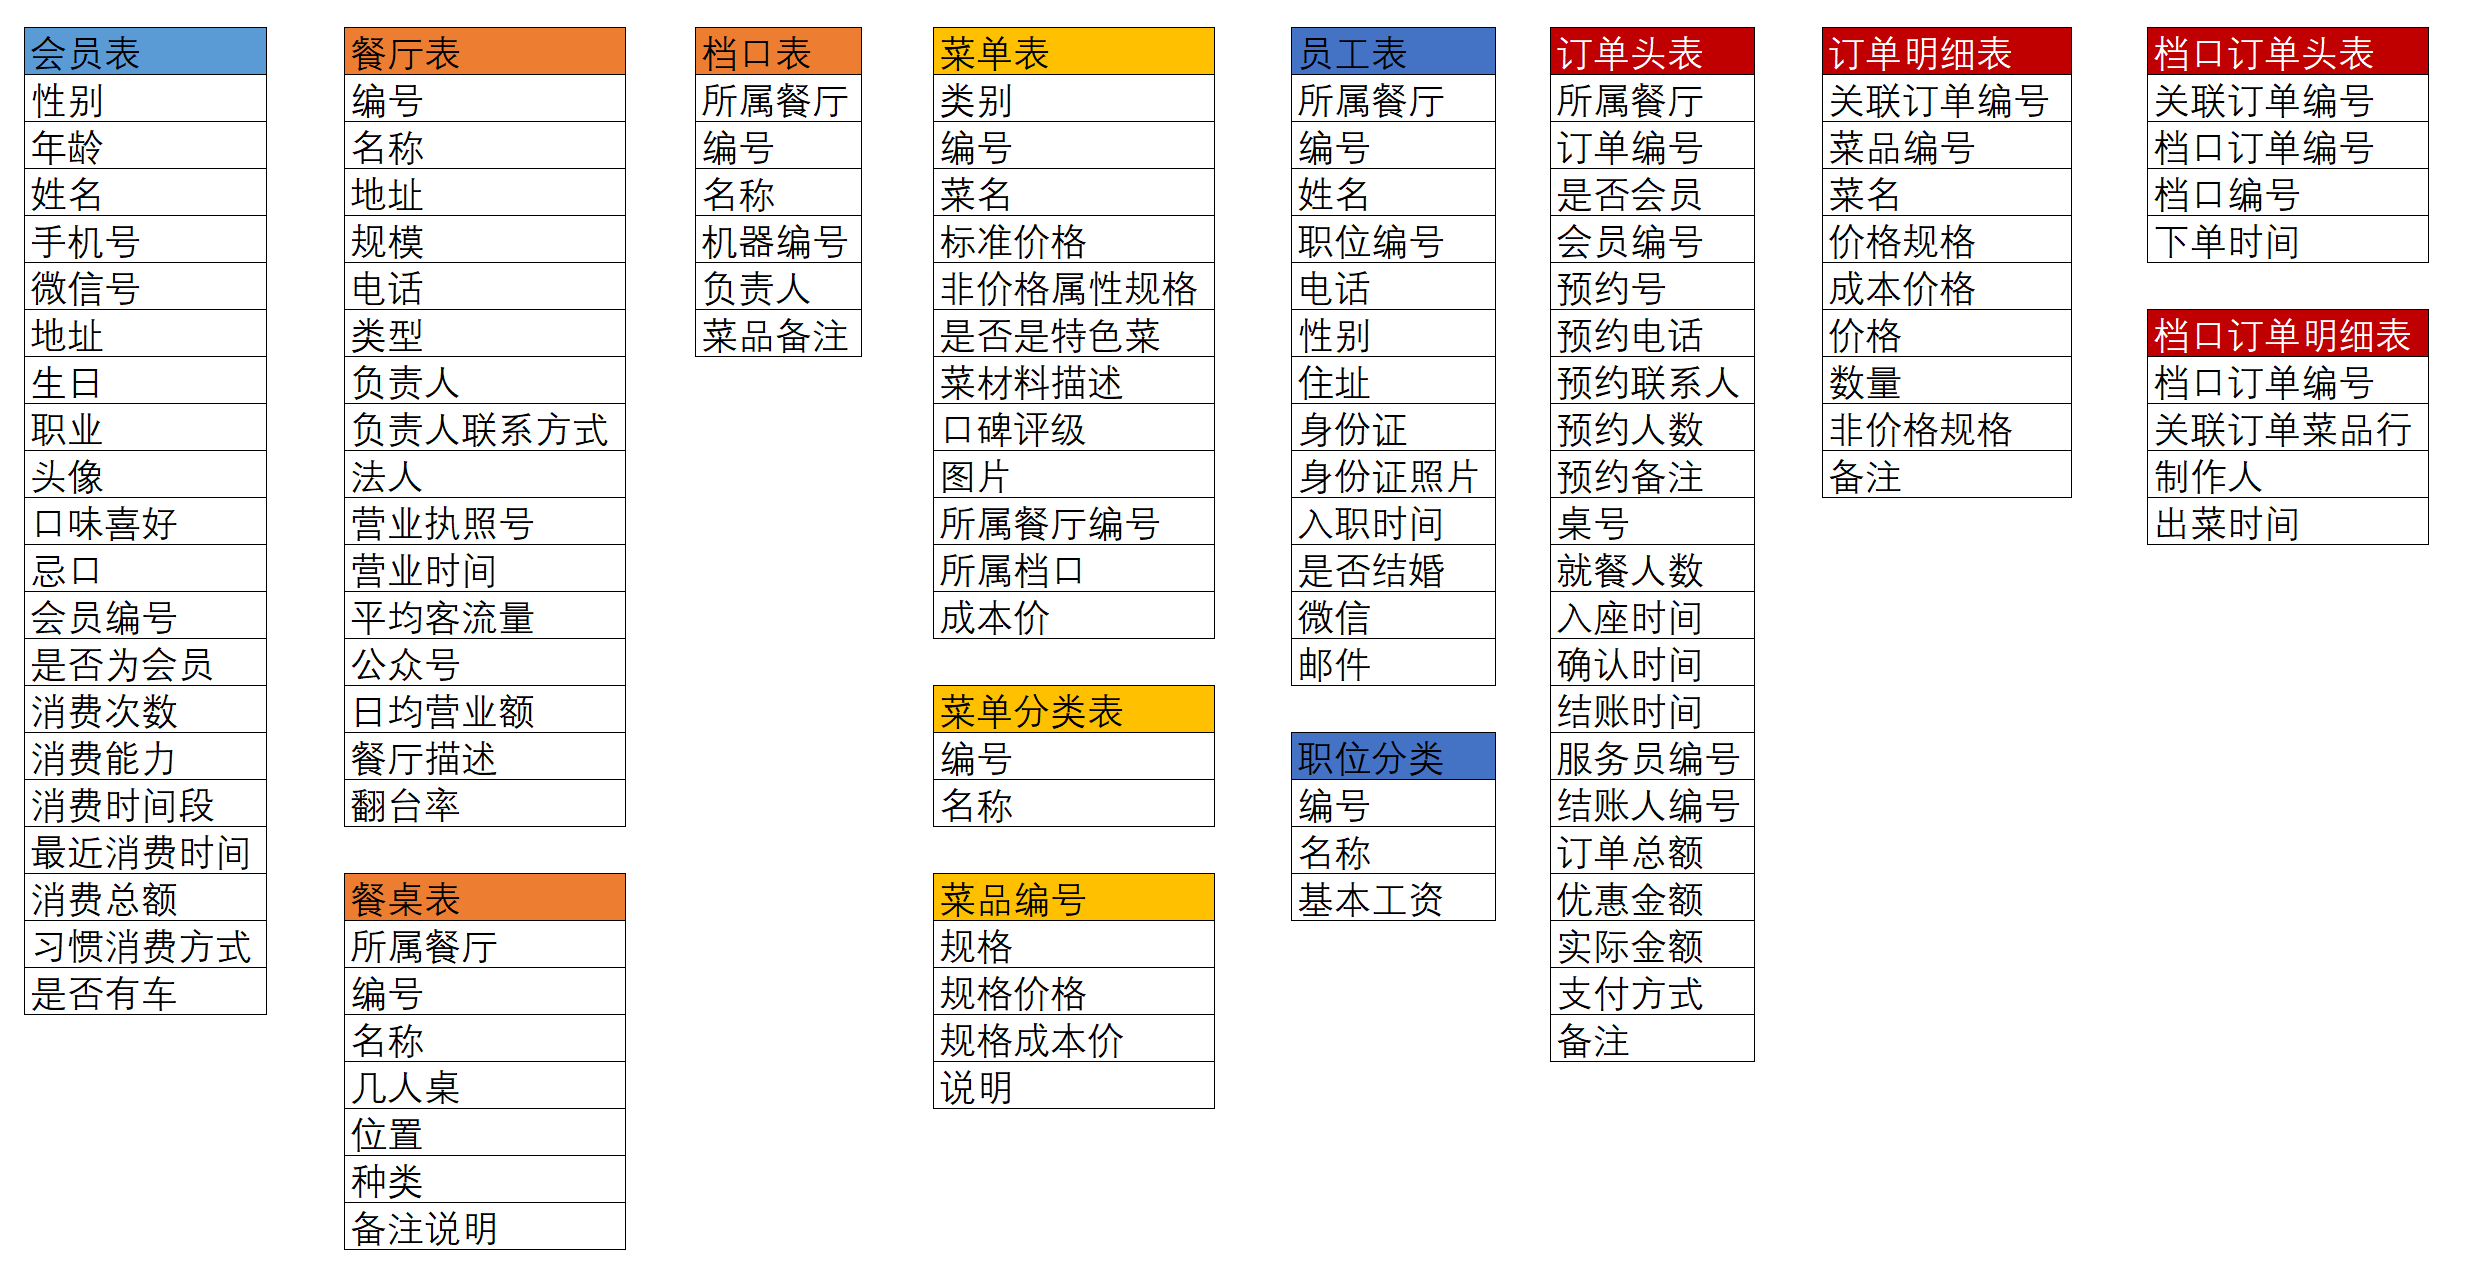 会员表
性别
年龄
姓名
手机号
微信号
地址
生日
职业
头像
口味喜好
忌口
会员编号
是否为会员
消费次数
消费能力
消费时间段
最近消费时间
消费总额
习惯消费方式
是否有车
餐厅表
编号
名称
地址
规模
电话
类型
负责人
负责人联系方式
法人
营业执照号
营业时间
平均客流量
公众号
日均营业额
餐厅描述
翻台率
餐桌表
所属餐厅
编号
名称
几人桌
位置
种类
备注说明
档口表
所属餐厅
编号
名称
机器编号
负责人
菜品备注
菜单表
类别
编号
菜名
标准价格
非价格属性规格
是否是特色菜
菜材料描述
口碑评级
图片
所属餐厅编号
所属档口
成本价
菜单分类表
编号
名称
菜品编号
规格
规格价格
规格成本价
说明
员工表
所属餐厅
编号
姓名
职位编号
电话
性别
住址
身份证
身份证照片
入职时间
是否结婚
微信
邮件
职位分类
编号
名称
基本工资
订单头表
所属餐厅
订单编号
是否会员
会员编号
预约号
预约电话
预约联系人
预约人数
预约备注
桌号
就餐人数
入座时间
确认时间
结账时间
服务员编号
结账人编号
订单总额
优惠金额
实际金额
支付方式
备注
订单明细表
关联订单编号
菜品编号
菜名
价格规格
成本价格
价格
数量
非价格规格
备注
档口订单头表
关联订单编号
档口订单编号
档口编号
下单时间
档口订单明细表
档口订单编号
关联订单菜品行
制作人
出菜时间